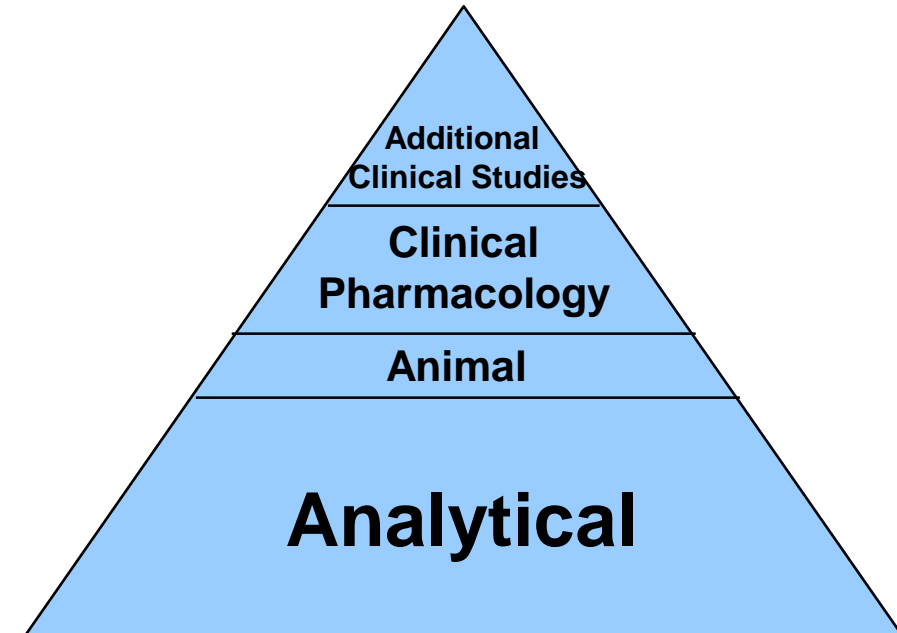 Additional
Clinical Studies
Clinical
Pharmacology
Animal
Analytical